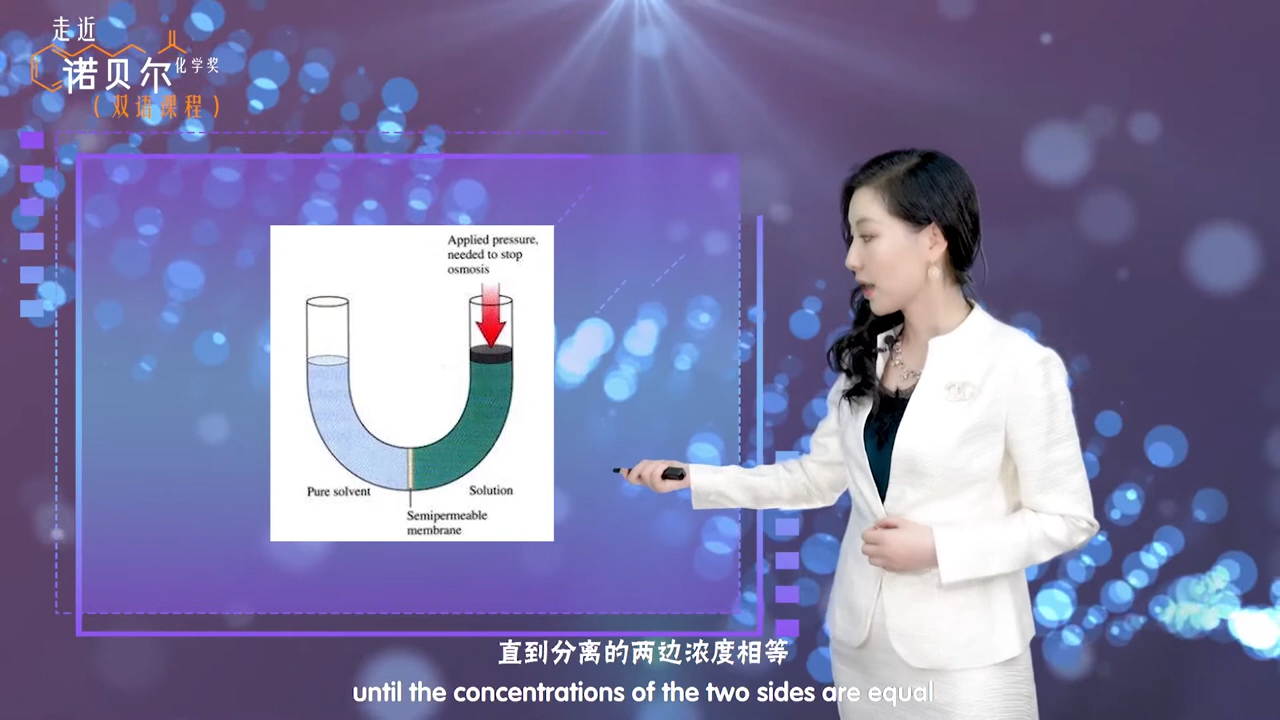 走近
诺贝尔化学奖
（双语课程）
Applied pressure,
needed to stop
osmosis
Pure solvent
Solution
Semipermeable
membrane
直到分离的两边浓度相等
until the concentrations of the two sides are equal